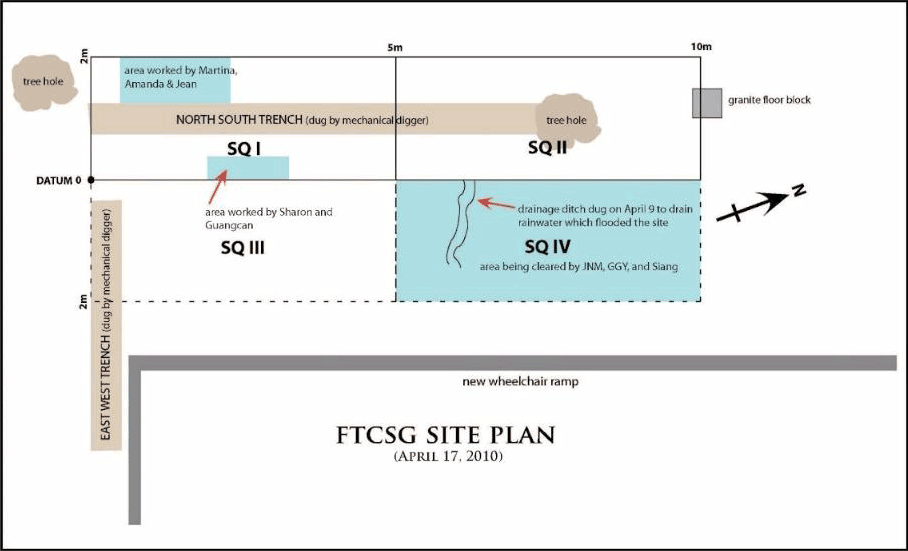 2m
5m
10m
tree hole
area worked by Martina,
Amanda & Jean
granite floor block
NORTH SOUTH TRENCH (dug by mechanical digger)
tree hole
SQ I
SQ II
DATUM 0
N
area worked by Sharon and
Guangcan
drainage ditch dug on April 9 to drain
rainwater which flooded the site
SQ III
SQ IV
area being cleared by JNM, GGY, and Siang
2m
EAST WEST TRENCH (dug by mechanical digger)
new wheelchair ramp
FTCSG SITE PLAN
(APRIL 17, 2010)